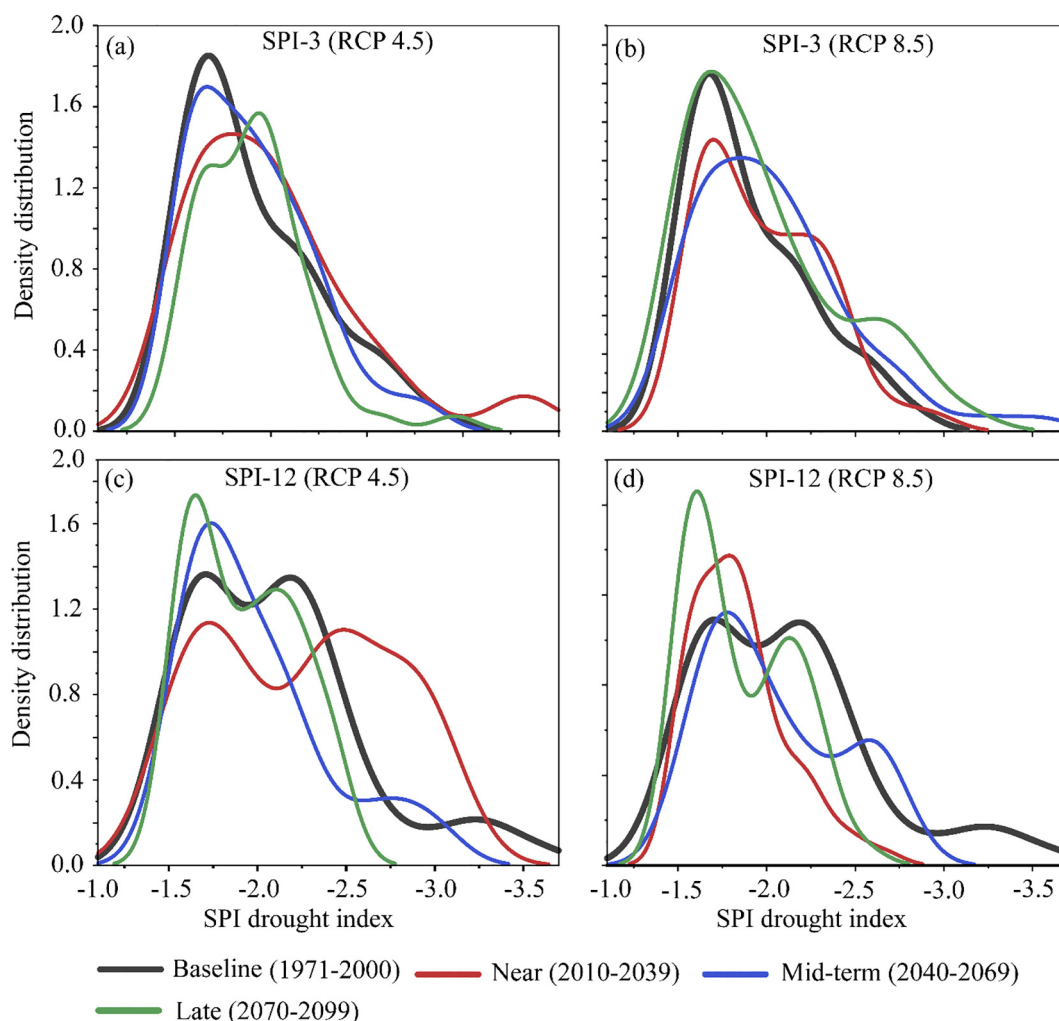 (a) SPI-3 (RCP 4.5)
(b) SPI-3 (RCP 8.5)
2.0
1.6
1.2
0.8
0.4
0.0
Density distribution
(c) SPI-12 (RCP 4.5)
(d) SPI-12 (RCP 8.5)
2.0
1.6
1.2
0.8
0.4
0.0
Density distribution
-1.0 -1.5 -2.0 -2.5 -3.0 -3.5
-1.0 -1.5 -2.0 -2.5 -3.0 -3.5
SPI drought index
SPI drought index
Baseline (1971-2000) Near (2010-2039) Mid-term (2040-2069)
Late (2070-2099)